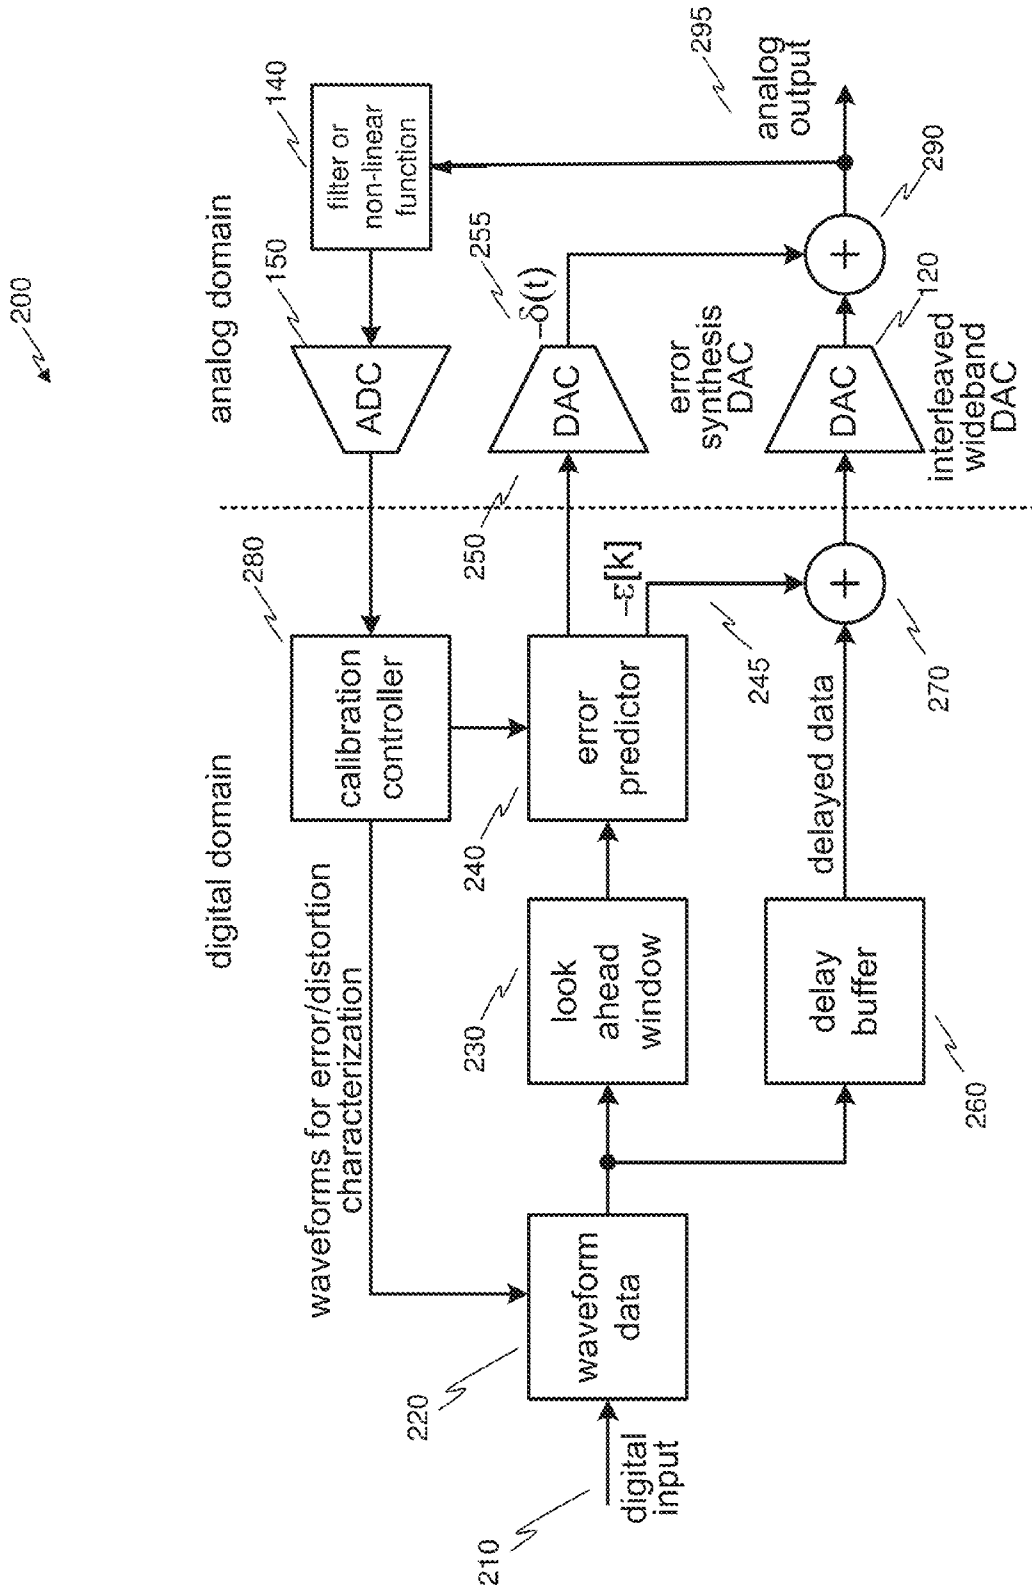 200
digital domain
analog domain
waveforms for error/distortion
characterization
280
calibration
controller
150
ADC
140
filter or
non-linear
function
210
digital
input
220
waveform
data
230
look
ahead
window
240
error
predictor
250
DAC
–δ(t)
255
error
synthesis
DAC
–ε[k]
245
260
delay
buffer
delayed data
270
+
DAC
120
interleaved
wideband
DAC
+
290
analog
output
295